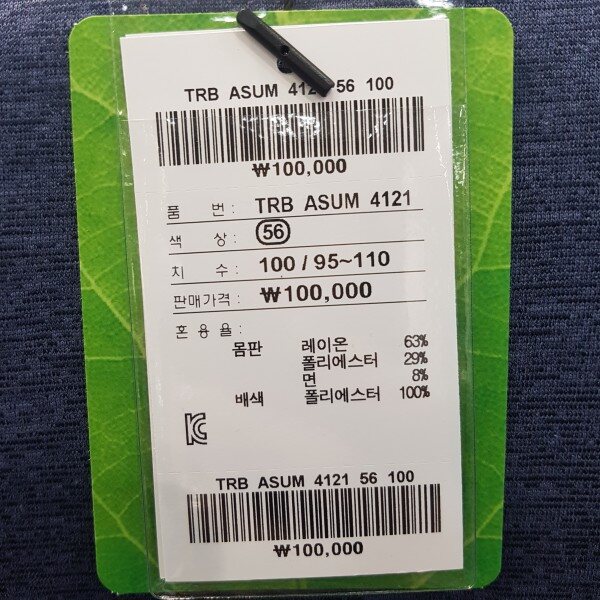 TRB ASUM 412 56 100
₩100,000
품 번 : TRB ASUM 4121
색 상 : 56
치 수 : 100 / 95~110
판매가격 : ₩100,000
혼 용 율 :
몸판 레이온 63%
폴리에스터 29%
면 8%
배색 폴리에스터 100%
KC
TRB ASUM 4121 56 100
₩100,000